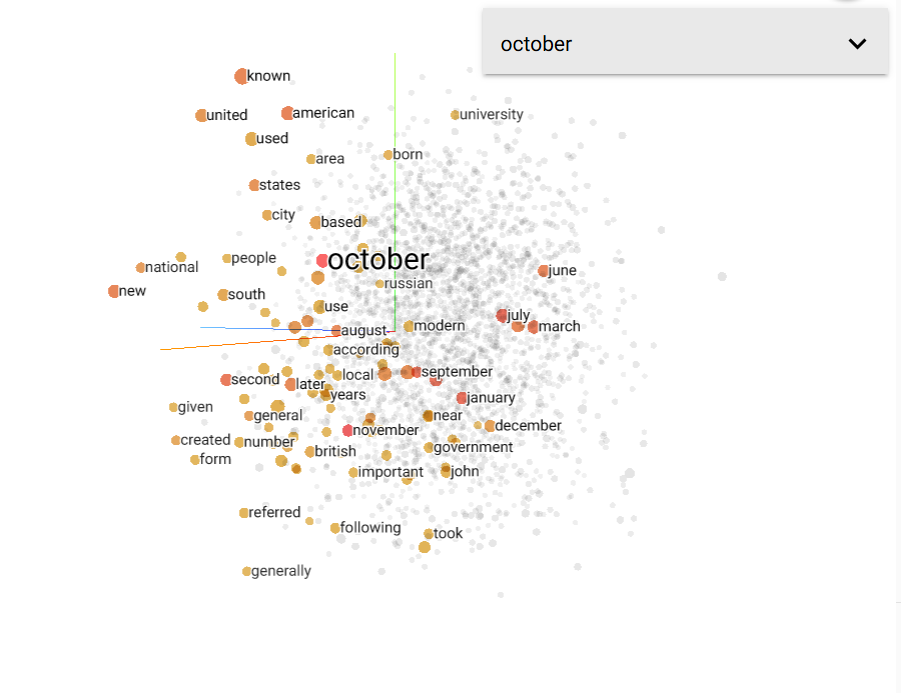 october
known
united
american
university
used
area
born
states
city
based
people
october
national
russian
june
new
south
use
july
august
modern
march
according
second
local
september
later
years
january
given
general
near
december
november
created
number
british
government
form
important
john
referred
following
took
generally